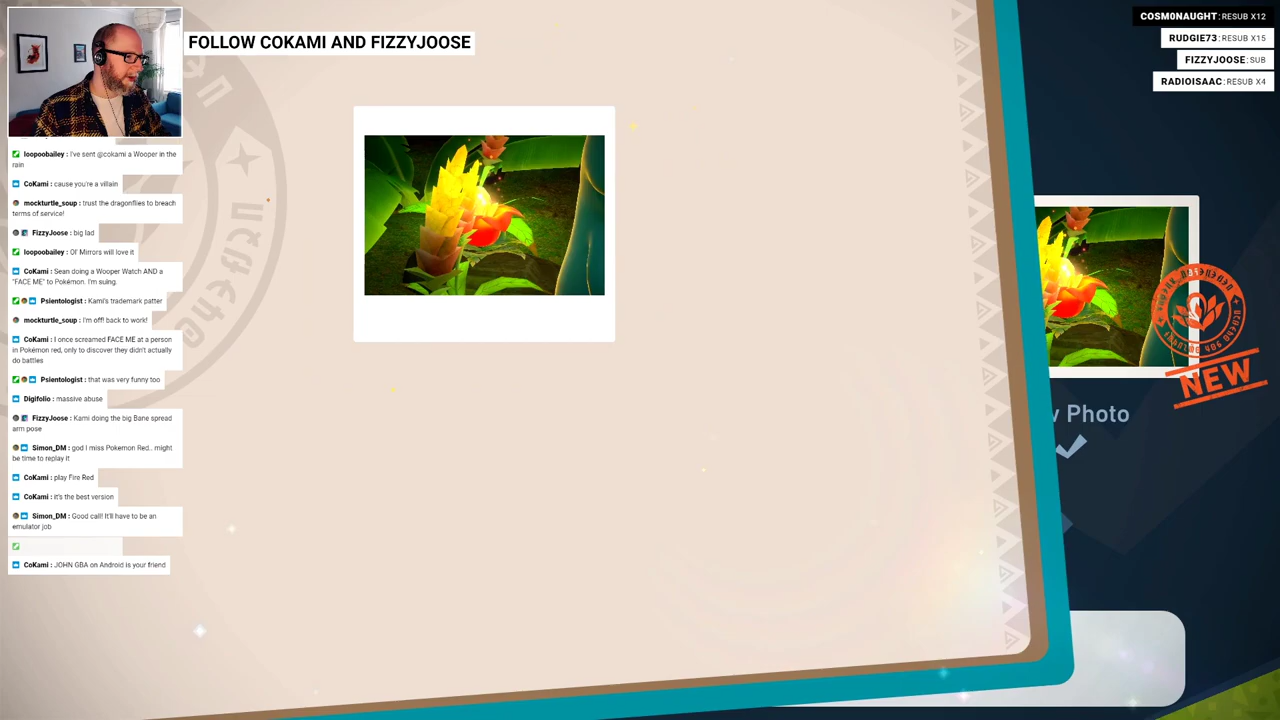 FOLLOW COKAMI AND FIZZYJOOSE
COSM0NAUGHT: RESUB X12
RUDGIE73: RESUB X15
FIZZYJOOSE: SUB
RADIOISAAC: RESUB X4
loopoobailey : I've sent @cokami a Wooper in the
rain
CoKami : cause you're a villain
mockturtle_soup : trust the dragonflies to breach
terms of service!
FizzyJoose : big lad
loopoobailey : Ol' Mirrors will love it
CoKami : Sean doing a Wooper Watch AND a
"FACE ME" to Pokémon. I'm suing.
Psientologist : Kami's trademark patter
mockturtle_soup : I'm off! back to work!
CoKami : I once screamed FACE ME at a person
in Pokémon red, only to discover they didn't actually
do battles
Psientologist : that was very funny too
Digifolio : massive abuse
FizzyJoose : Kami doing the big Bane spread
arm pose
Simon_DM : god I miss Pokemon Red.. might
be time to replay it
CoKami : play Fire Red
CoKami : it's the best version
Simon_DM : Good call! It'll have to be an
emulator job
CoKami : JOHN GBA on Android is your friend
NEW
Photo